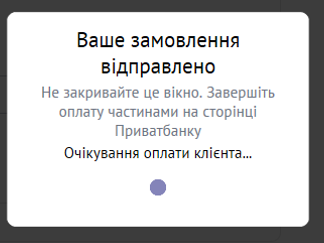 Ваше замовлення
відправлено
Не закривайте це вікно. Завершіть
оплату частинами на сторінці
Приватбанку
Очікування оплати клієнта...